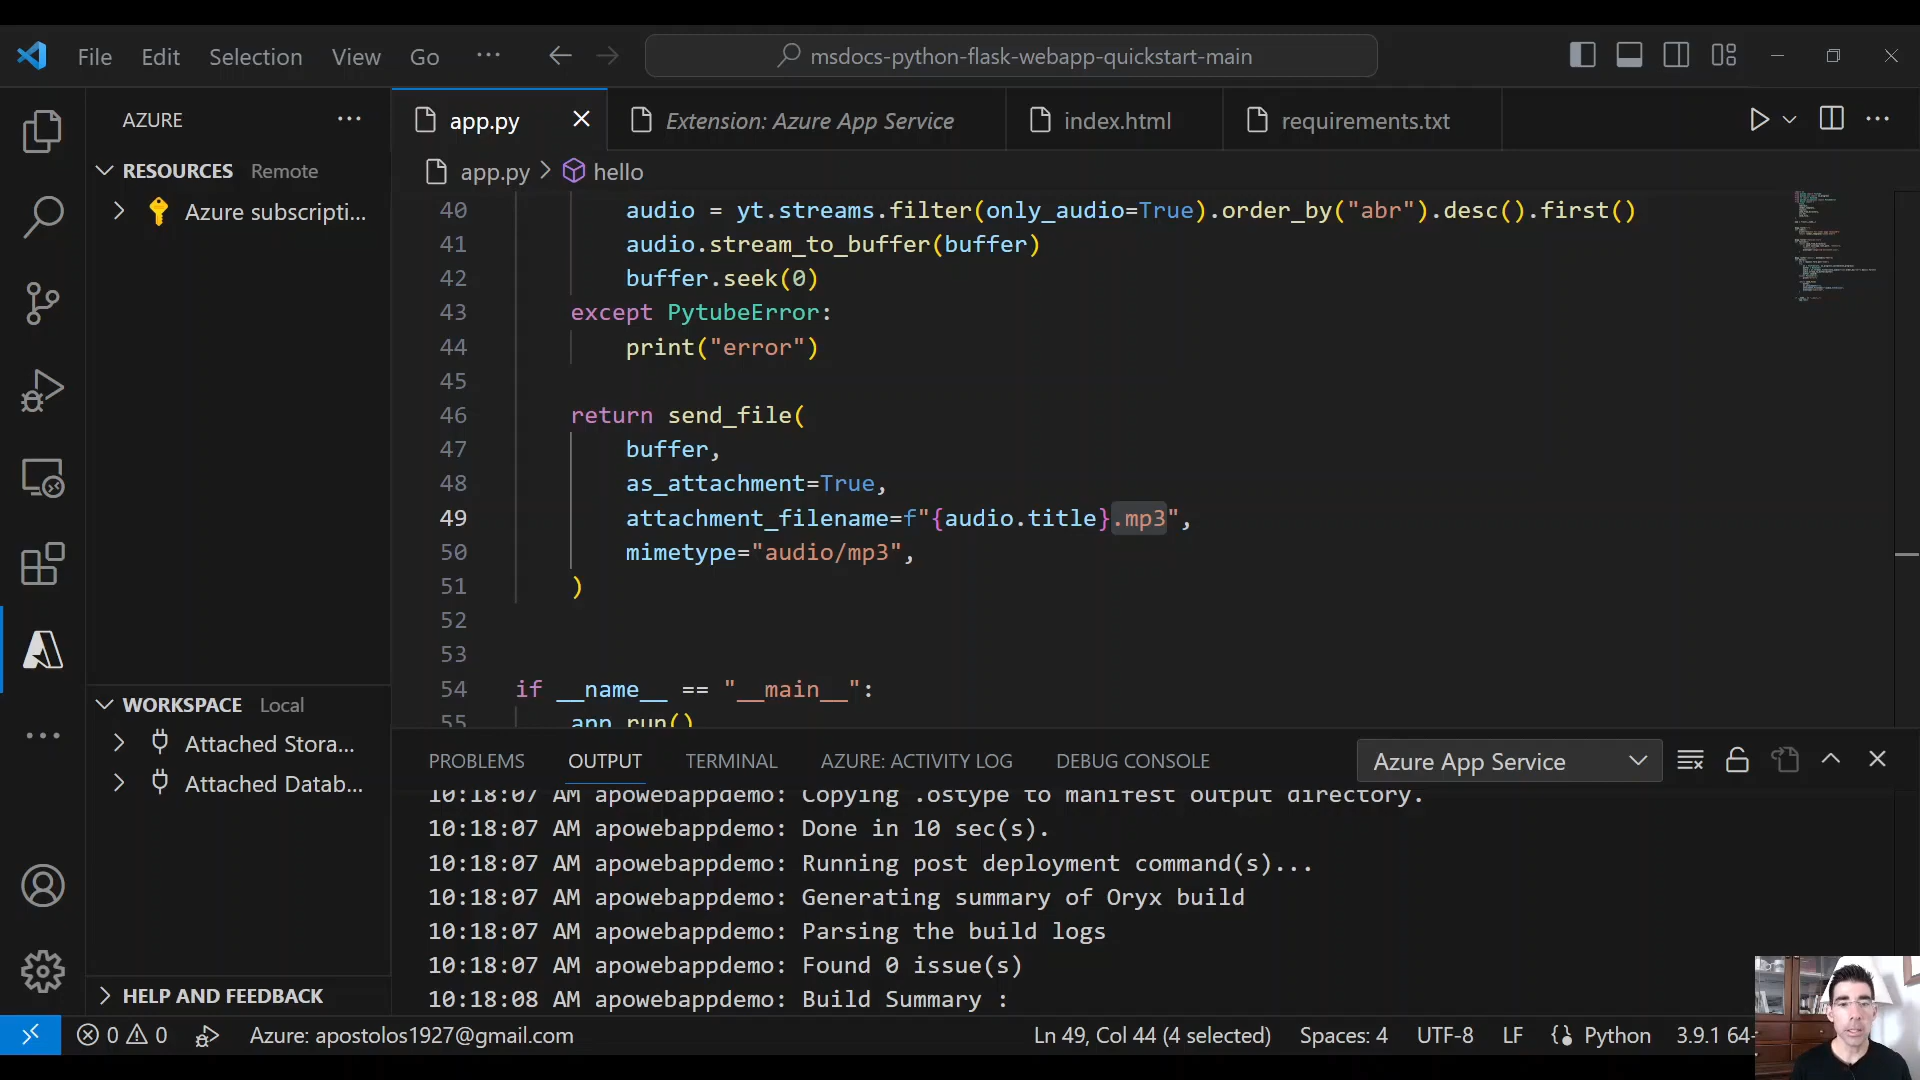 File Edit Selection View Go ··· msdocs-python-flask-webapp-quickstart-main
AZURE
RESOURCES Remote
Azure subscripti...
WORKSPACE Local
Attached Stora...
Attached Datab...
HELP AND FEEDBACK
app.py Extension: Azure App Service index.html requirements.txt
app.py > hello
40 audio = yt.streams.filter(only_audio=True).order_by("abr").desc().first()
41 audio.stream_to_buffer(buffer)
42 buffer.seek(0)
43 except PytubeError:
44 print("error")
45
46 return send_file(
47 buffer,
48 as_attachment=True,
49 attachment_filename=f"{audio.title}.mp3",
50 mimetype="audio/mp3",
51 )
52
53
54 if __name__ == "__main__":
55 app.run()
PROBLEMS OUTPUT TERMINAL AZURE: ACTIVITY LOG DEBUG CONSOLE Azure App Service
10:18:07 AM apowebappdemo: Copying .ostype to manifest output directory.
10:18:07 AM apowebappdemo: Done in 10 sec(s).
10:18:07 AM apowebappdemo: Running post deployment command(s)...
10:18:07 AM apowebappdemo: Generating summary of Oryx build
10:18:07 AM apowebappdemo: Parsing the build logs
10:18:07 AM apowebappdemo: Found 0 issue(s)
10:18:08 AM apowebappdemo: Build Summary :
0 0 Azure: apostolos1927@gmail.com Ln 49, Col 44 (4 selected) Spaces: 4 UTF-8 LF Python 3.9.1 64-